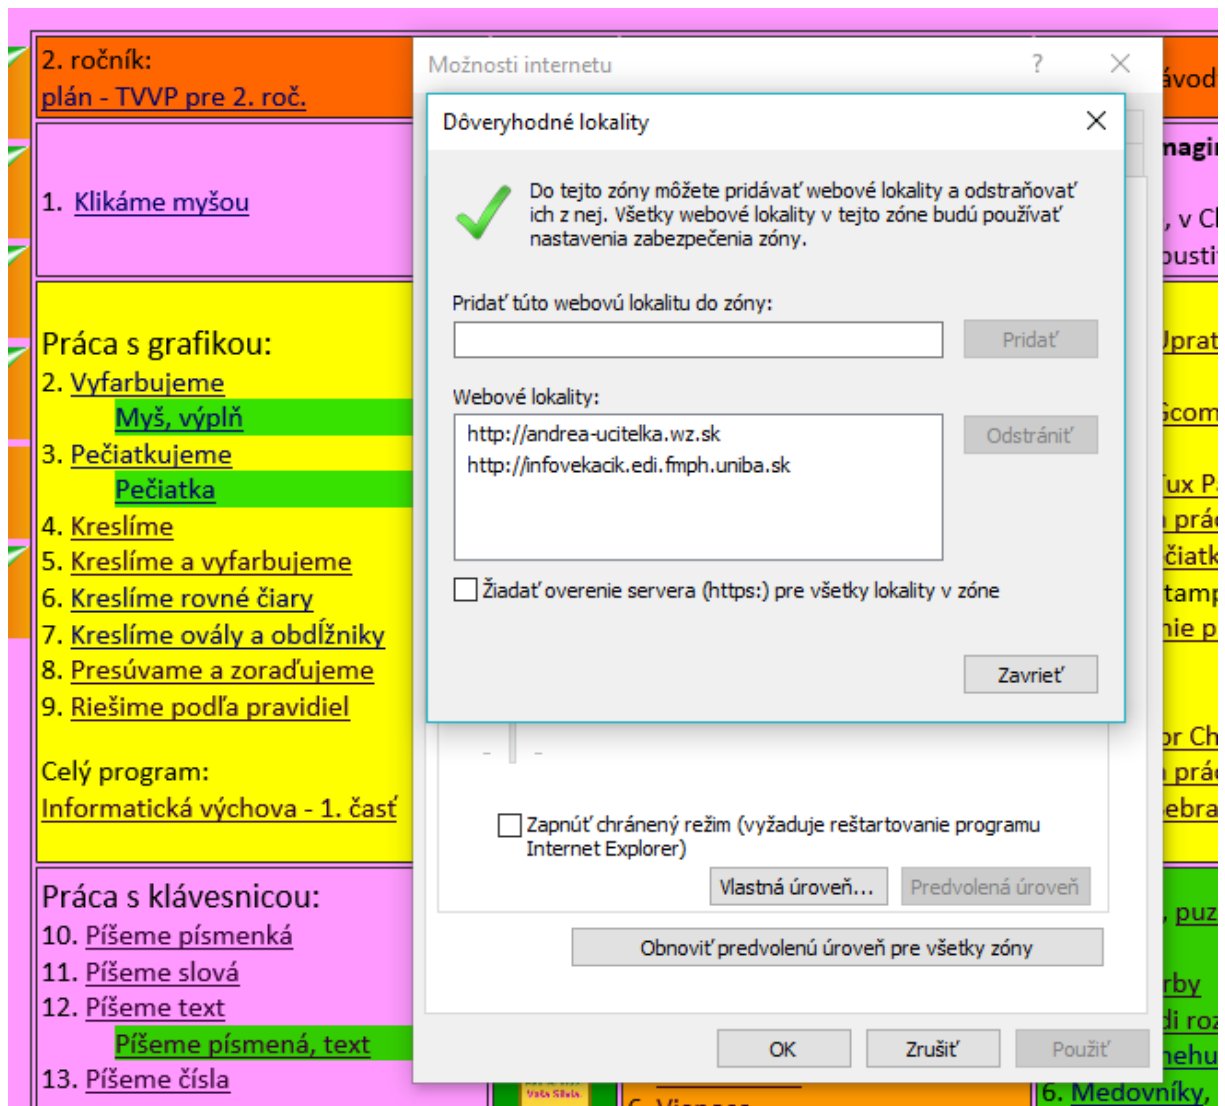 2. ročník:
plán - TVVP pre 2. roč.
1. Klikáme myšou
Práca s grafikou:
2. Vyfarbujeme
Myš, výplň
3. Pečiatkujeme
Pečiatka
4. Kreslíme
5. Kreslíme a vyfarbujeme
6. Kreslíme rovné čiary
7. Kreslíme ovály a obdĺžniky
8. Presúvame a zoraďujeme
9. Riešime podľa pravidiel
Celý program:
Informatická výchova - 1. časť
Práca s klávesnicou:
10. Píšeme písmenká
11. Píšeme slová
12. Píšeme text
Píšeme písmená, text
13. Píšeme čísla
Možnosti internetu
?
Dôveryhodné lokality
Do tejto zóny môžete pridávať webové lokality a odstraňovať
ich z nej. Všetky webové lokality v tejto zóne budú používať
nastavenia zabezpečenia zóny.
Pridať túto webovú lokalitu do zóny:
Pridať
Webové lokality:
http://andrea-ucitelka.wz.sk
http://infovekacik.edi.fmph.uniba.sk
Odstrániť
Žiadať overenie servera (https:) pre všetky lokality v zóne
Zavrieť
Zapnúť chránený režim (vyžaduje reštartovanie programu
Internet Explorer)
Vlastná úroveň... Predvolená úroveň
Obnoviť predvolenú úroveň pre všetky zóny
OK Zrušiť Použiť
, v
6. Medovníky,